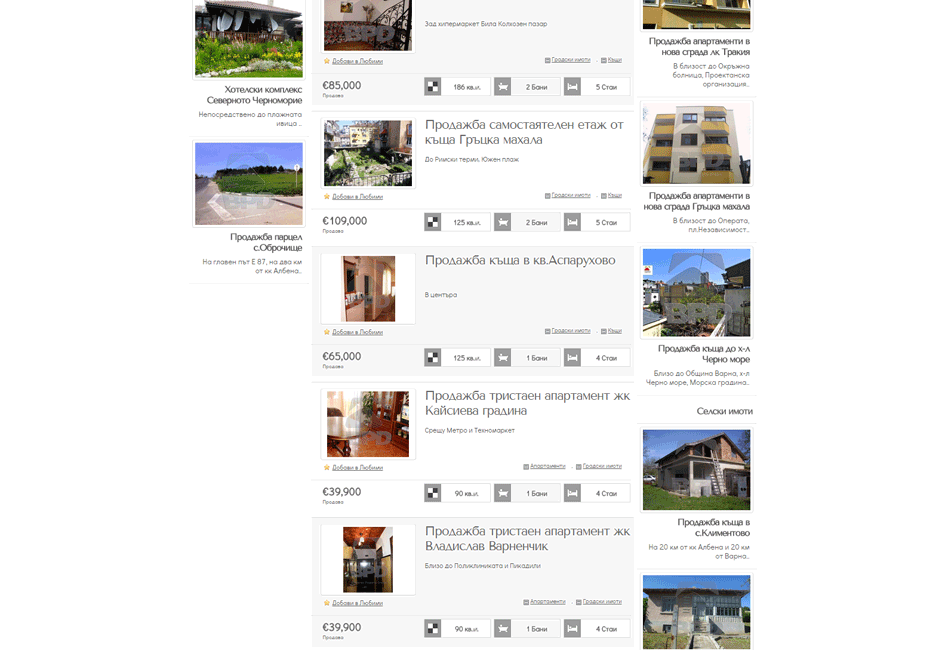 Хотелски комплекс
Северното Черноморие
Непосредствено до плажната
ивица ...
Продажба парцел
с.Оброчище
На главен път Е 87, на два км
от кк Албена..
Зад хипермаркет Била Колхозен пазар
Добави в Любими
Градски имоти , Къщи
€85,000
Продава
186 кв.м.
2 Бани
5 Стаи
Продажба самостоятелен етаж от
къща Гръцка махала
До Римски терми, Южен плаж
Добави в Любими
Градски имоти , Къщи
€109,000
Продава
125 кв.м.
2 Бани
5 Стаи
Продажба къща в кв.Аспарухово
В центъра
Добави в Любими
Градски имоти , Къщи
€65,000
Продава
125 кв.м.
1 Бани
4 Стаи
Продажба тристаен апартамент жк
Кайсиева градина
Срещу Метро и Техномаркет
Добави в Любими
Апартаменти , Градски имоти
€39,900
Продава
90 кв.м.
1 Бани
4 Стаи
Продажба тристаен апартамент жк
Владислав Варненчик
Близо до Поликлиниката и Пикадили
Добави в Любими
Апартаменти , Градски имоти
€39,900
Продава
90 кв.м.
1 Бани
4 Стаи
Продажба апартаменти в
нова сграда лк Тракия
В близост до Окръжна
болница, Проектанска
организация..
Продажба апартаменти в
нова сграда Гръцка махала
В близост до Операта,
пл.Независимост..
Продажба къща до х-л
Черно море
Близо до Община Варна, х-л
Черно море, Морска градина..
Селски имоти
Продажба къща в
с.Климентово
На 20 км от кк Албена и 20 км
от Варна..